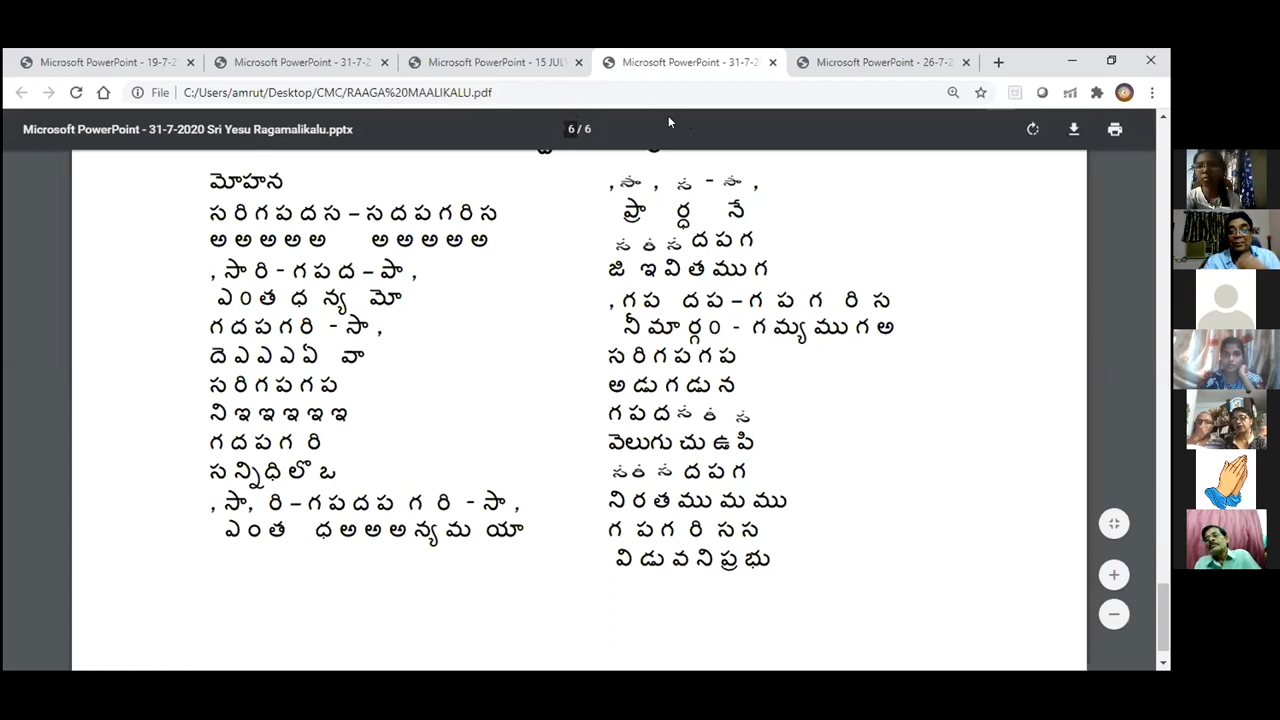 Microsoft PowerPoint - 19-7-2
Microsoft PowerPoint - 31-7-2
Microsoft PowerPoint - 15 JUL
Microsoft PowerPoint - 31-7-2
Microsoft PowerPoint - 26-7-2
File C:/Users/amrut/Desktop/CMC/RAAGA%20MAALIKALU.pdf
Microsoft PowerPoint - 31-7-2020 Sri Yesu Ragamalikalu.pptx
6 / 6
మోహన
స రి గ ప ద స – స ద ప గ రి స
అ అ అ అ అ అ అ అ అ అ
, సా రి - గ ప ద – పా ,
ఎ ం త ధ న్య మో
గ ద ప గ రి - సా ,
దె ఎ ఎ ఎ ఏ వా
స రి గ ప గ ప
ని ఇ ఇ ఇ ఇ ఇ
గ ద ప గ రి
స న్ని ధి లొ ఒ
, సా, రి – గ ప ద ప గ రి - సా ,
ఎ ం త ధ అ అ అ న్య మ యా
, సా , స - సా ,
ప్రా ర్ధ నే
స రి స ద ప గ
జి ఇ వి త ము గ
, గ ప ద ప – గ ప గ రి స
నీ మా ర్గ ం - గ మ్య ము గ అ
స రి గ ప గ ప
అ డు గ డు న
గ ప ద స రి స
వెలుగు చు ఉ పి
స రి స ద ప గ
ని ర త ము మ ము
గ ప గ రి స స
వి డు వ ని ప్ర భు